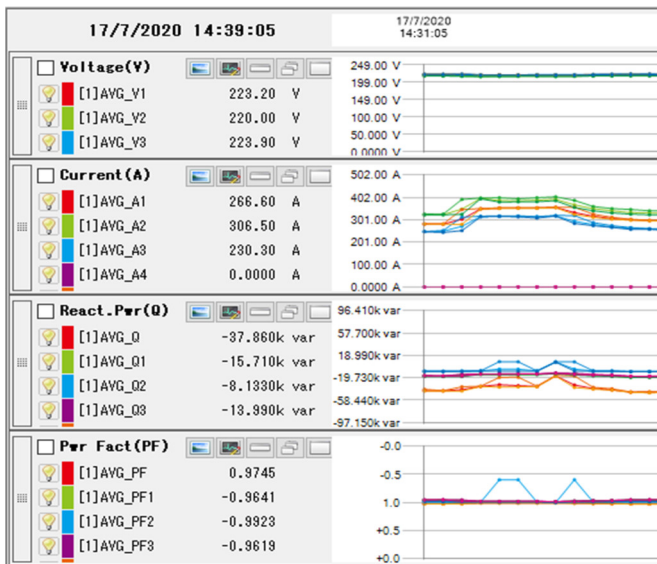 17/7/2020 14:39:05
17/7/2020
14:31:05
Voltage(V)
[1]AVG_V1 223.20 V
[1]AVG_V2 220.00 V
[1]AVG_V3 223.90 V
249.00 V
199.00 V
149.00 V
100.00 V
50.000 V
0.0000 V
Current(A)
[1]AVG_A1 266.60 A
[1]AVG_A2 306.50 A
[1]AVG_A3 230.30 A
[1]AVG_A4 0.0000 A
502.00 A
402.00 A
301.00 A
201.00 A
100.00 A
0.0000 A
React.Pwr(Q)
[1]AVG_Q -37.860k var
[1]AVG_Q1 -15.710k var
[1]AVG_Q2 -8.1330k var
[1]AVG_Q3 -13.990k var
96.410k var
57.700k var
18.990k var
-19.730k var
-58.440k var
-97.150k var
Pwr Fact(PF)
[1]AVG_PF 0.9745
[1]AVG_PF1 -0.9641
[1]AVG_PF2 -0.9923
[1]AVG_PF3 -0.9619
-0.0
-0.5
1.0
+0.5
+0.0